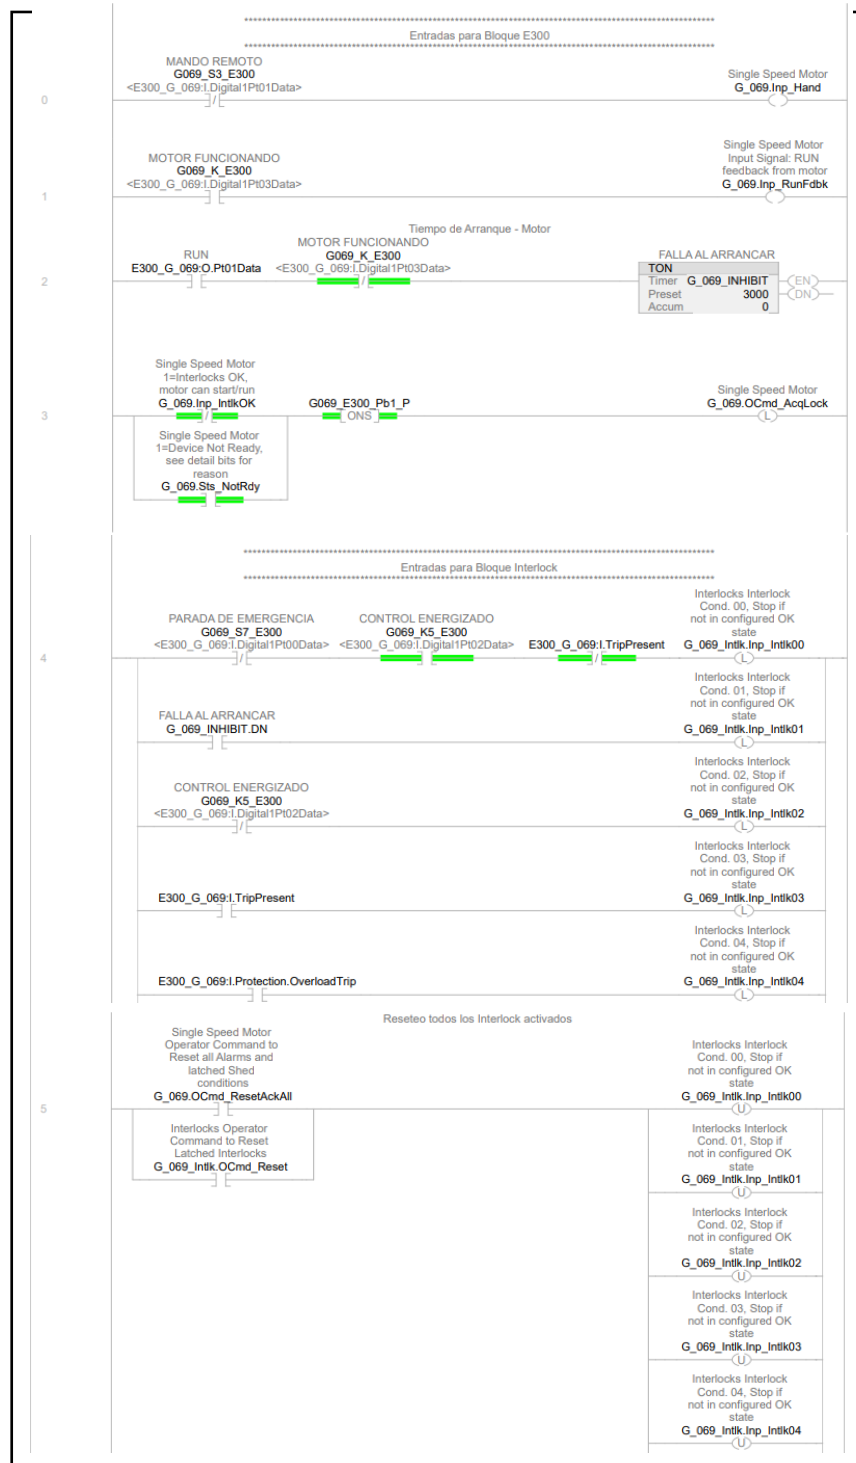 ************************************************************
Entradas para Bloque E300
************************************************************
MANDO REMOTO
G069_S3_E300
<E300_G_069:I.Digital1Pt01Data>
Single Speed Motor
G_069.Inp_Hand
0
MOTOR FUNCIONANDO
G069_K_E300
<E300_G_069:I.Digital1Pt03Data>
Single Speed Motor
Input Signal: RUN
feedback from motor
G_069.Inp_RunFdbk
1
Tiempo de Arranque - Motor
RUN
E300_G_069:O.Pt01Data
MOTOR FUNCIONANDO
G069_K_E300
<E300_G_069:I.Digital1Pt03Data>
FALLA AL ARRANCAR
TON
Timer G_069_INHIBIT
Preset 3000
Accum 0
EN
DN
2
Single Speed Motor
1=Interlocks OK,
motor can start/run
G_069.Inp_IntlkOK
G069_E300_Pb1_P
ONS
Single Speed Motor
G_069.OCmd_AcqLock
L
3
Single Speed Motor
1=Device Not Ready,
see detail bits for
reason
G_069.Sts_NotRdy
************************************************************
Entradas para Bloque Interlock
************************************************************
PARADA DE EMERGENCIA
G069_S7_E300
<E300_G_069:I.Digital1Pt00Data>
CONTROL ENERGIZADO
G069_K5_E300
<E300_G_069:I.Digital1Pt02Data>
E300_G_069:I.TripPresent
Interlocks Interlock
Cond. 00, Stop if
not in configured OK
state
G_069_Intlk.Inp_Intlk00
L
4
FALLA AL ARRANCAR
G_069_INHIBIT.DN
Interlocks Interlock
Cond. 01, Stop if
not in configured OK
state
G_069_Intlk.Inp_Intlk01
L
CONTROL ENERGIZADO
G069_K5_E300
<E300_G_069:I.Digital1Pt02Data>
Interlocks Interlock
Cond. 02, Stop if
not in configured OK
state
G_069_Intlk.Inp_Intlk02
L
E300_G_069:I.TripPresent
Interlocks Interlock
Cond. 03, Stop if
not in configured OK
state
G_069_Intlk.Inp_Intlk03
L
E300_G_069:I.Protection.OverloadTrip
Interlocks Interlock
Cond. 04, Stop if
not in configured OK
state
G_069_Intlk.Inp_Intlk04
L
Reseteo todos los Interlock activados
Single Speed Motor
Operator Command to
Reset all Alarms and
latched Shed
conditions
G_069.OCmd_ResetAckAll
Interlocks Interlock
Cond. 00, Stop if
not in configured OK
state
G_069_Intlk.Inp_Intlk00
U
5
Interlocks Operator
Command to Reset
Latched Interlocks
G_069_Intlk.OCmd_Reset
Interlocks Interlock
Cond. 01, Stop if
not in configured OK
state
G_069_Intlk.Inp_Intlk01
U
Interlocks Interlock
Cond. 02, Stop if
not in configured OK
state
G_069_Intlk.Inp_Intlk02
U
Interlocks Interlock
Cond. 03, Stop if
not in configured OK
state
G_069_Intlk.Inp_Intlk03
U
Interlocks Interlock
Cond. 04, Stop if
not in configured OK
state
G_069_Intlk.Inp_Intlk04
U